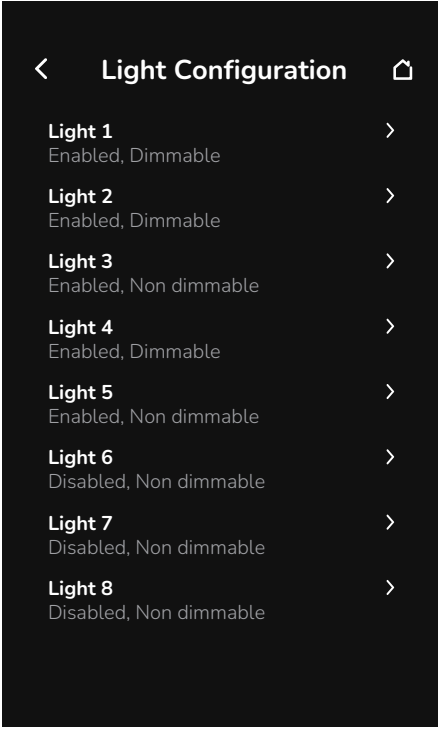 Light Configuration
Light 1
Enabled, Dimmable
Light 2
Enabled, Dimmable
Light 3
Enabled, Non dimmable
Light 4
Enabled, Dimmable
Light 5
Enabled, Non dimmable
Light 6
Disabled, Non dimmable
Light 7
Disabled, Non dimmable
Light 8
Disabled, Non dimmable